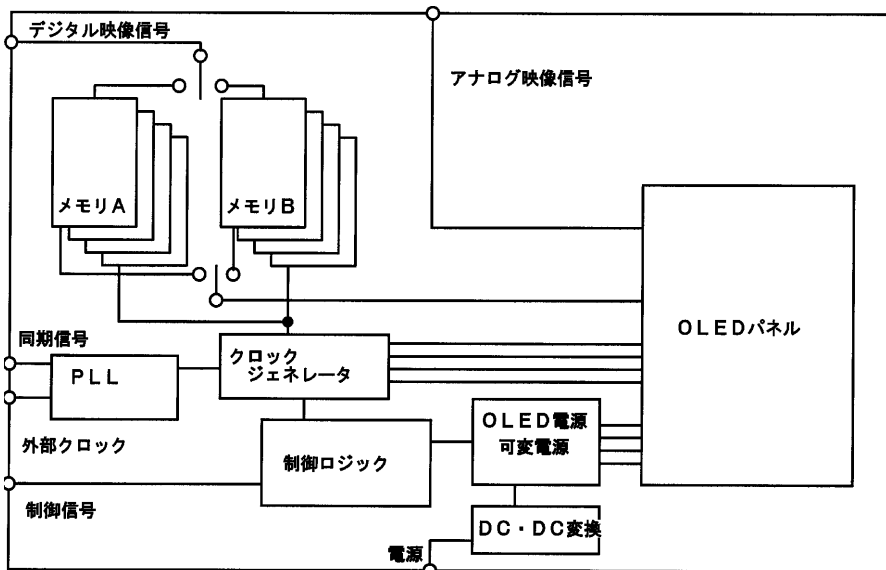 デジタル映像信号
アナログ映像信号
メモリA
メモリB
OLEDパネル
同期信号
PLL
クロック
ジェネレータ
外部クロック
制御ロジック
OLED電源
可変電源
制御信号
DC・DC変換
電源